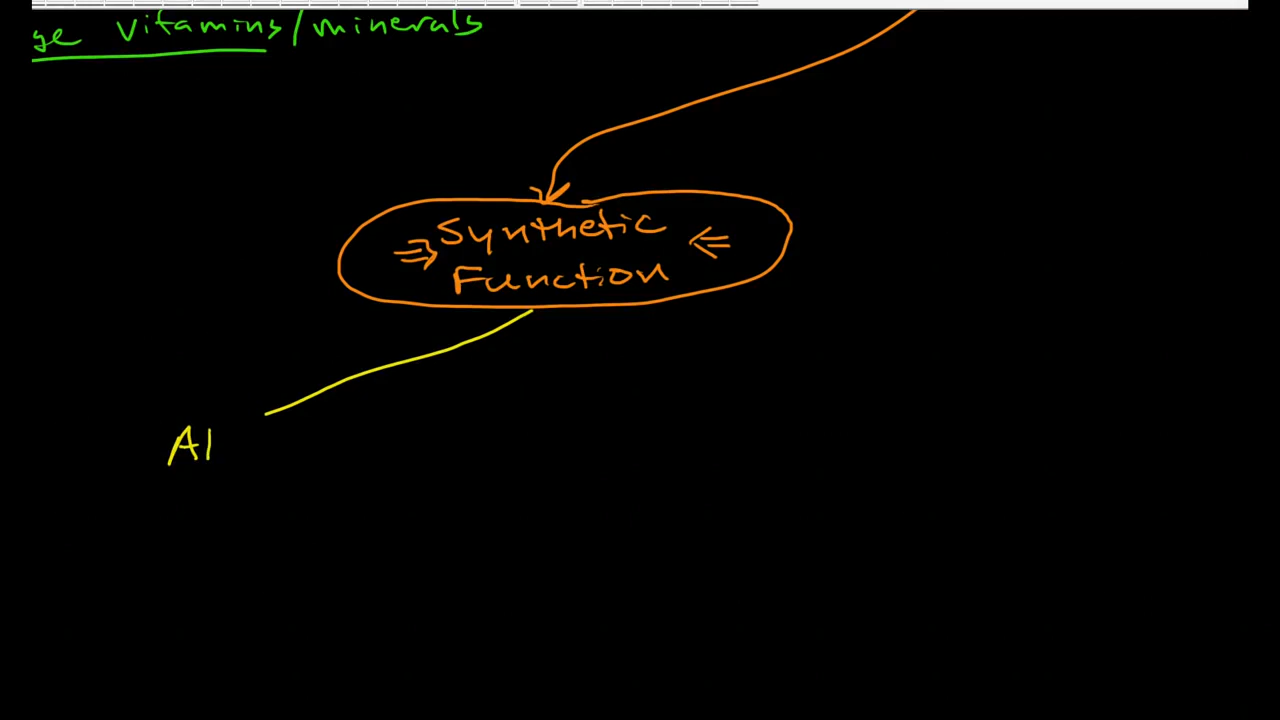 ge vitamins/minerals
⇒ Synthetic ⇐
Function
Al